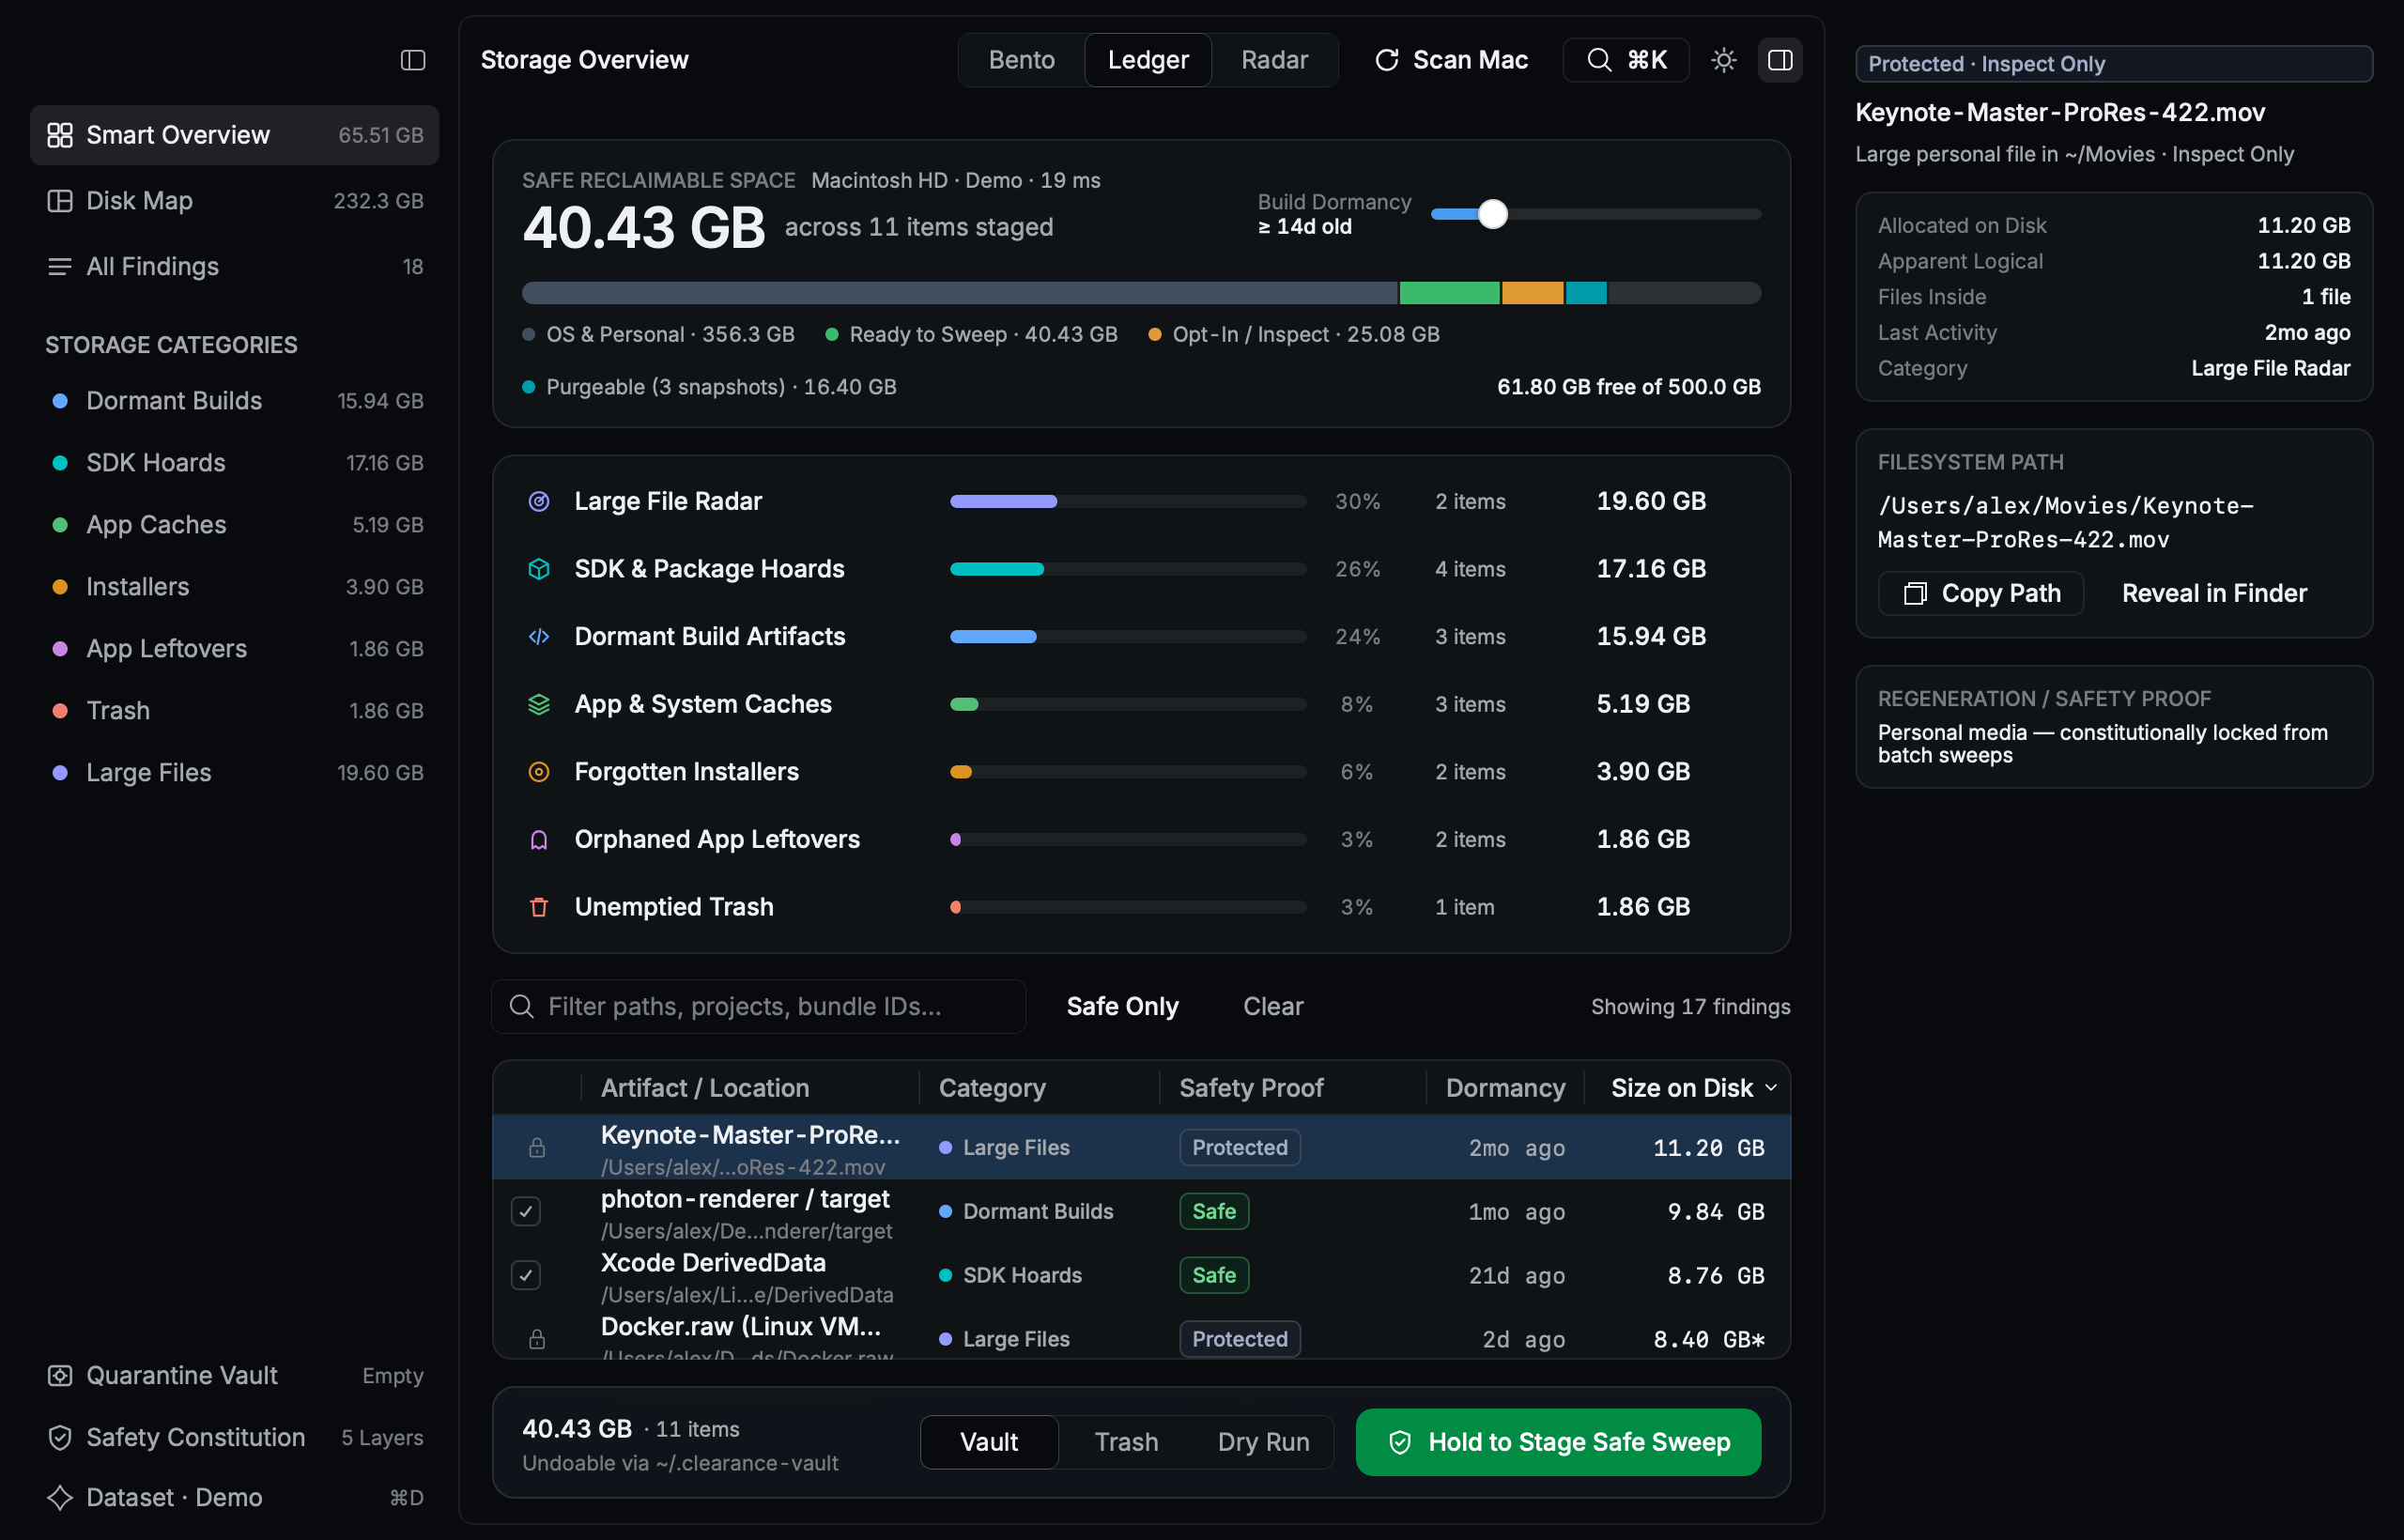 Smart Overview 65.51 GB
Disk Map 232.3 GB
All Findings 18
STORAGE CATEGORIES
Dormant Builds 15.94 GB
SDK Hoards 17.16 GB
App Caches 5.19 GB
Installers 3.90 GB
App Leftovers 1.86 GB
Trash 1.86 GB
Large Files 19.60 GB
Quarantine Vault Empty
Safety Constitution 5 Layers
Dataset · Demo ⌘D
Storage Overview Bento Ledger Radar Scan Mac ⌘K
SAFE RECLAIMABLE SPACE Macintosh HD · Demo · 19 ms
40.43 GB across 11 items staged
Build Dormancy
≥ 14d old
OS & Personal · 356.3 GB Ready to Sweep · 40.43 GB Opt-In / Inspect · 25.08 GB
Purgeable (3 snapshots) · 16.40 GB 61.80 GB free of 500.0 GB
Large File Radar 30% 2 items 19.60 GB
SDK & Package Hoards 26% 4 items 17.16 GB
Dormant Build Artifacts 24% 3 items 15.94 GB
App & System Caches 8% 3 items 5.19 GB
Forgotten Installers 6% 2 items 3.90 GB
Orphaned App Leftovers 3% 2 items 1.86 GB
Unemptied Trash 3% 1 item 1.86 GB
Filter paths, projects, bundle IDs... Safe Only Clear Showing 17 findings
Artifact / Location Category Safety Proof Dormancy Size on Disk
Keynote-Master-ProRe... Large Files Protected 2mo ago 11.20 GB
/Users/alex/...oRes-422.mov
photon-renderer / target Dormant Builds Safe 1mo ago 9.84 GB
/Users/alex/De...nderer/target
Xcode DerivedData SDK Hoards Safe 21d ago 8.76 GB
/Users/alex/Li...e/DerivedData
Docker.raw (Linux VM... Large Files Protected 2d ago 8.40 GB*
/Users/alex/D...ds/Docker.raw
40.43 GB · 11 items
Undoable via ~/.clearance-vault
Vault Trash Dry Run Hold to Stage Safe Sweep
Protected · Inspect Only
Keynote-Master-ProRes-422.mov
Large personal file in ~/Movies · Inspect Only
Allocated on Disk 11.20 GB
Apparent Logical 11.20 GB
Files Inside 1 file
Last Activity 2mo ago
Category Large File Radar
FILESYSTEM PATH
/Users/alex/Movies/Keynote-
Master-ProRes-422.mov
Copy Path Reveal in Finder
REGENERATION / SAFETY PROOF
Personal media — constitutionally locked from
batch sweeps